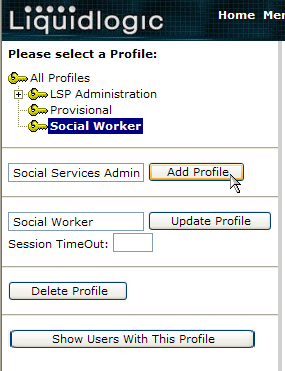 Liquidlogic
Home Me
Please select a Profile:
All Profiles
LSP Administration
Provisional
Social Worker
Social Services Admin Add Profile
Social Worker Update Profile
Session TimeOut:
Delete Profile
Show Users With This Profile